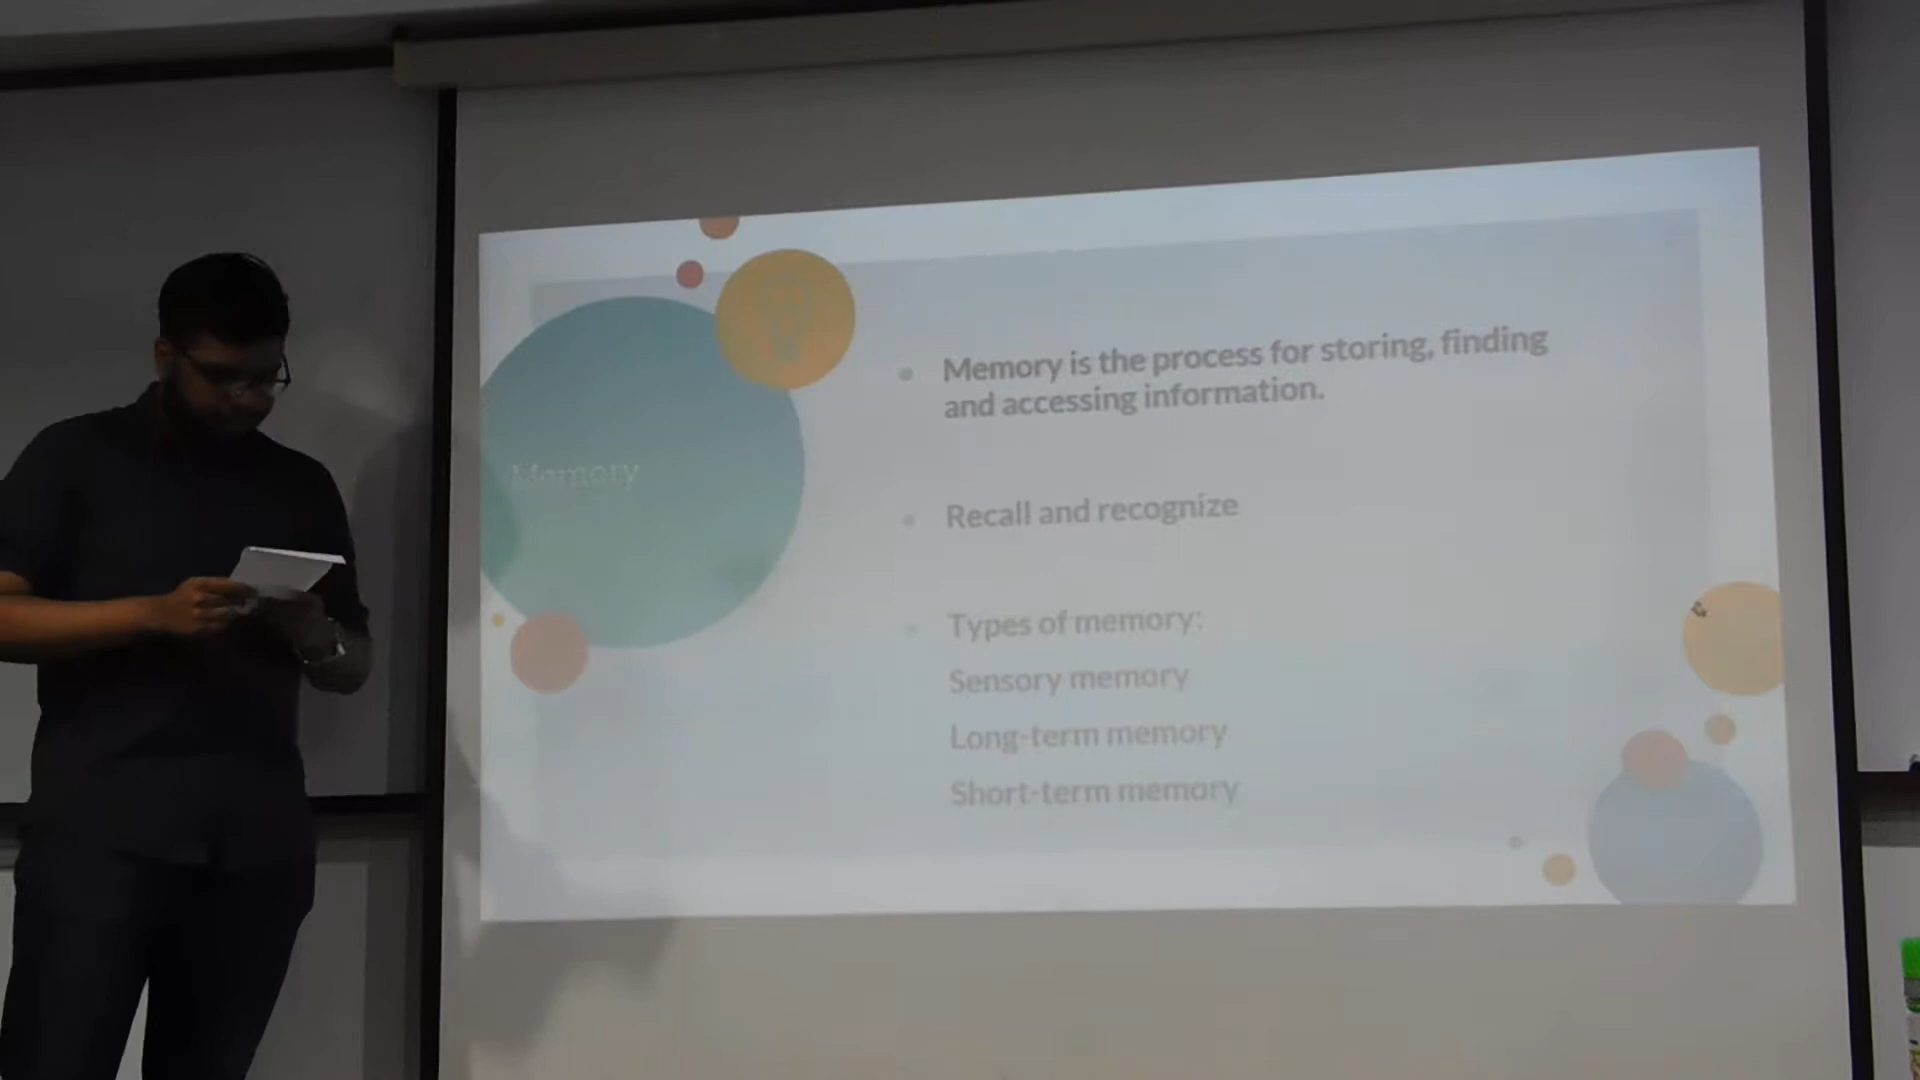 Memory
Memory is the process for storing, finding
and accessing information.
Recall and recognize
Types of memory:
Sensory memory
Long-term memory
Short-term memory